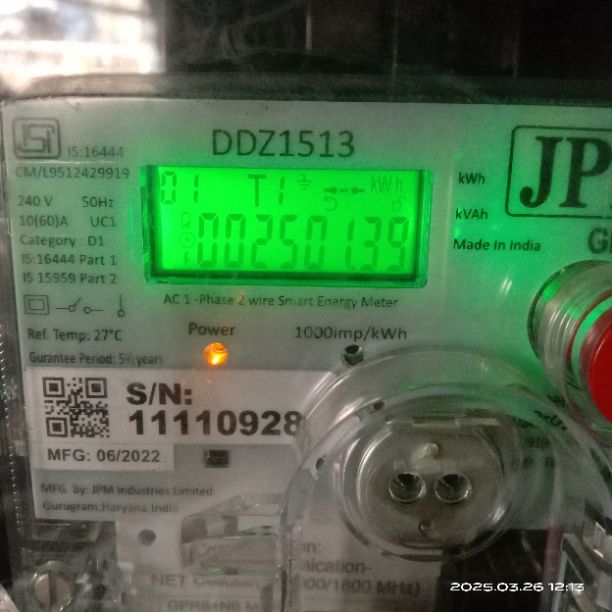 DDZ1513
IS:16444
CM/L9512429919
JP
01 T1 kWh
002501.39
kWh
kVAh
Made In India
240 V 50Hz
10(60)A UC1
Category : D1
IS:16444 Part 1
IS 15959 Part 2
AC 1 -Phase 2 wire Smart Energy Meter
Ref. Temp: 27°C
Power
1000imp/kWh
Gurantee Period: 5½ years
S/N:
11110928
MFG: 06/2022
MFG. By: JPM Industries Limited
Gurugram,Haryana,India
2025.03.26 12:13